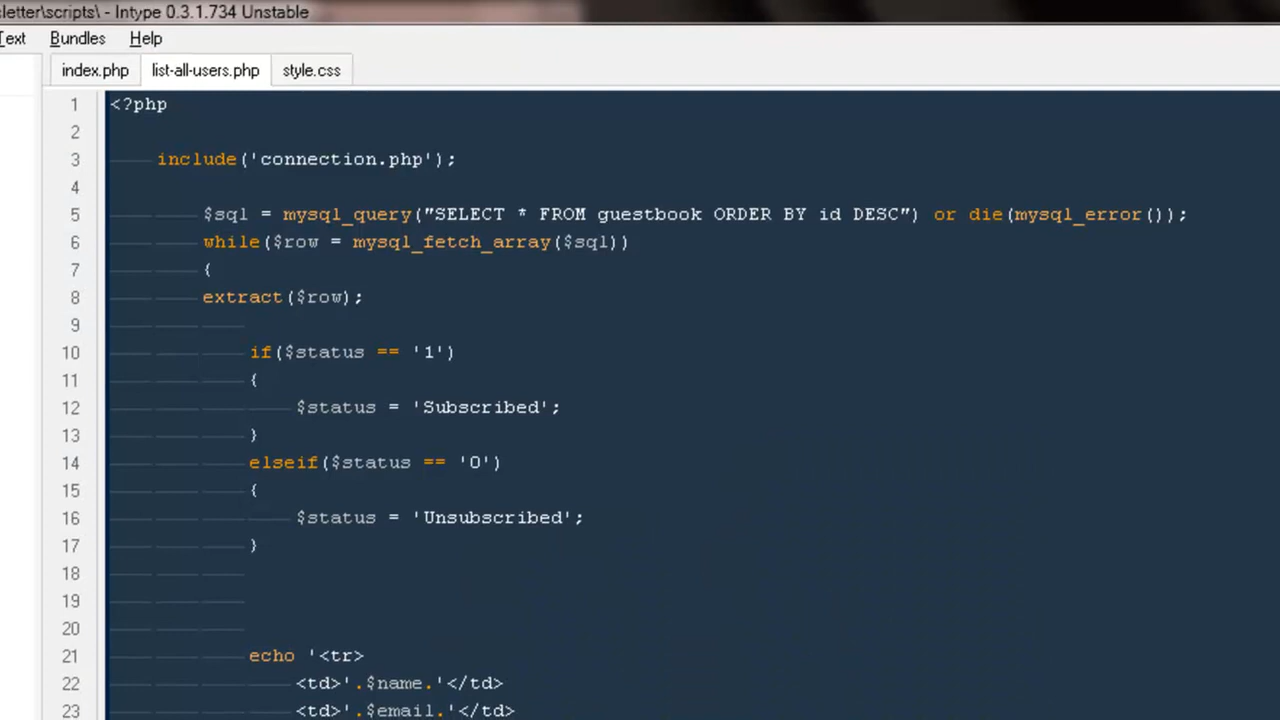 letter\scripts\ - Intype 0.3.1.734 Unstable
Text Bundles Help
index.php list-all-users.php style.css
1 <?php
2
3 include('connection.php');
4
5 $sql = mysql_query("SELECT * FROM guestbook ORDER BY id DESC") or die(mysql_error());
6 while($row = mysql_fetch_array($sql))
7 {
8 extract($row);
9
10 if($status == '1')
11 {
12 $status = 'Subscribed';
13 }
14 elseif($status == '0')
15 {
16 $status = 'Unsubscribed';
17 }
18
19
20
21 echo '<tr>
22 <td>'.$name.'</td>
23 <td>'.$email.'</td>